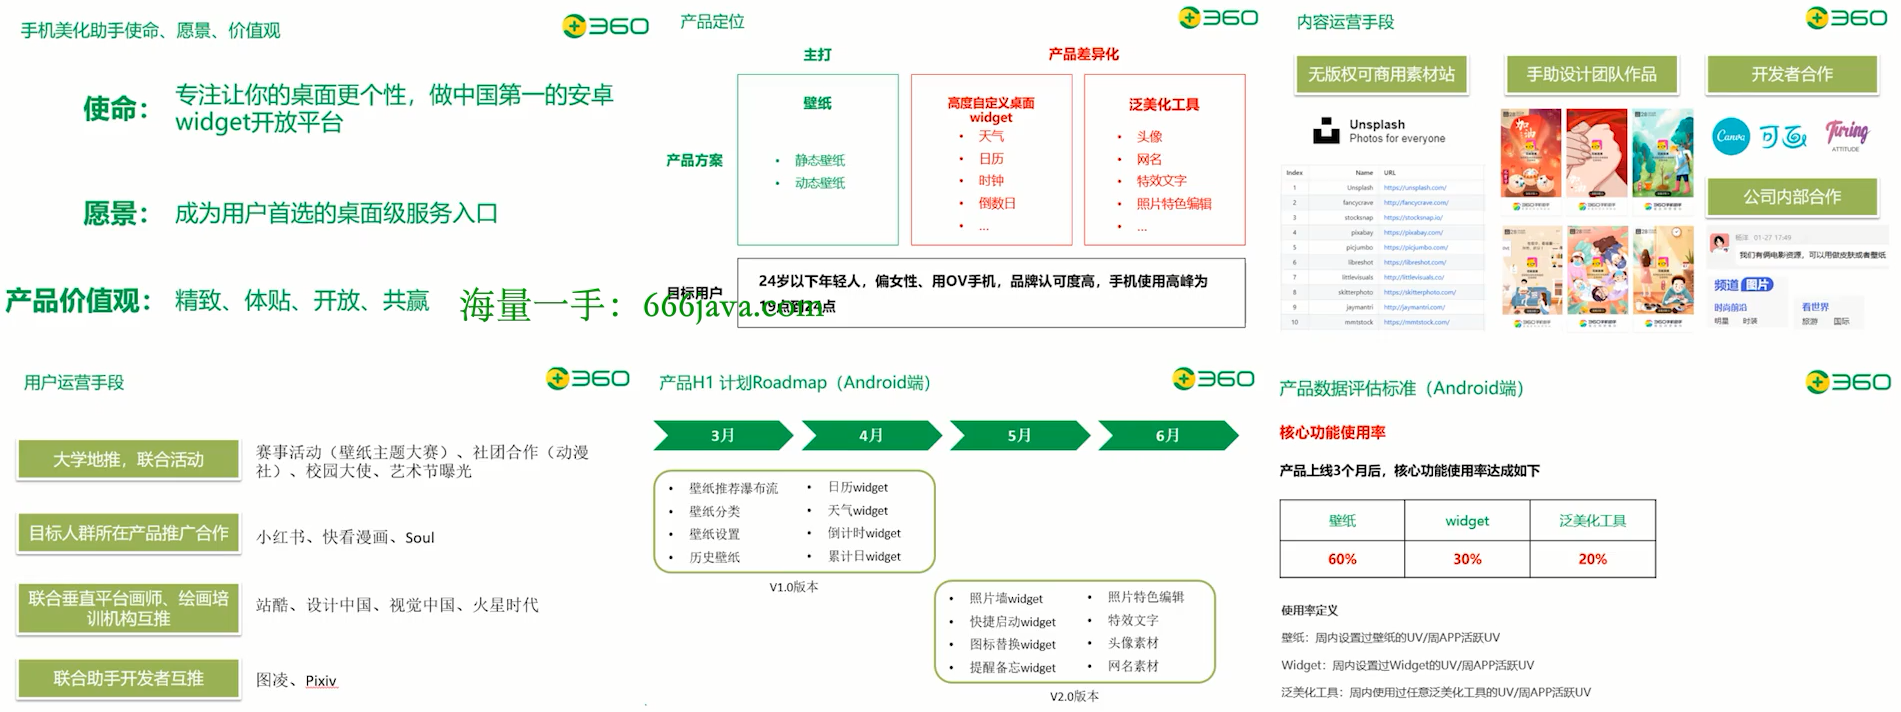 手机美化助手使命、愿景、价值观
360
使命：
专注让你的桌面更个性，做中国第一的安卓
widget开放平台
愿景：
成为用户首选的桌面级服务入口
产品价值观：
精致、体贴、开放、共赢
海量一手：666java.com
产品定位
360
主打
产品差异化
产品方案
壁纸
• 静态壁纸
• 动态壁纸
高度自定义桌面
widget
• 天气
• 日历
• 时钟
• 倒数日
• ...
泛美化工具
• 头像
• 网名
• 特效文字
• 照片特色编辑
• ...
目标用户
24岁以下年轻人，偏女性、用OV手机，品牌认可度高，手机使用高峰为
19点到24点
内容运营手段
360
无版权可商用素材站
Unsplash
Photos for everyone
Index Name URL
1 Unsplash https://unsplash.com/
2 fancycrave http://fancycrave.com/
3 stocksnap https://stocksnap.io/
4 pixabay https://pixabay.com/
5 picjumbo https://picjumbo.com/
6 libreshot https://libreshot.com/
7 littlevisuals http://littlevisuals.co/
8 skitterphoto https://skitterphoto.com/
9 jaymantri http://jaymantri.com/
10 mmtstock https://mmtstock.com/
手助设计团队作品
开发者合作
Canva
可画
Turing
ATTITUDE
公司内部合作
01-27 17:49
我们有俩电影资源，可以用做皮肤或者壁纸
频道 图片
时尚前沿
明星 时装
看世界
旅游 国际
用户运营手段
360
大学地推，联合活动
赛事活动（壁纸主题大赛）、社团合作（动漫
社）、校园大使、艺术节曝光
目标人群所在产品推广合作
小红书、快看漫画、Soul
联合垂直平台画师、绘画培
训机构互推
站酷、设计中国、视觉中国、火星时代
联合助手开发者互推
图凌、Pixiv
产品H1 计划Roadmap（Android端）
360
3月
4月
5月
6月
• 壁纸推荐瀑布流
• 壁纸分类
• 壁纸设置
• 历史壁纸
• 日历widget
• 天气widget
• 倒计时widget
• 累计日widget
V1.0版本
• 照片墙widget
• 快捷启动widget
• 图标替换widget
• 提醒备忘widget
• 照片特色编辑
• 特效文字
• 头像素材
• 网名素材
V2.0版本
产品数据评估标准（Android端）
360
核心功能使用率
产品上线3个月后，核心功能使用率达成如下
壁纸 widget 泛美化工具
60% 30% 20%
使用率定义
壁纸：周内设置过壁纸的UV/周APP活跃UV
Widget：周内设置过Widget的UV/周APP活跃UV
泛美化工具：周内使用过任意泛美化工具的UV/周APP活跃UV